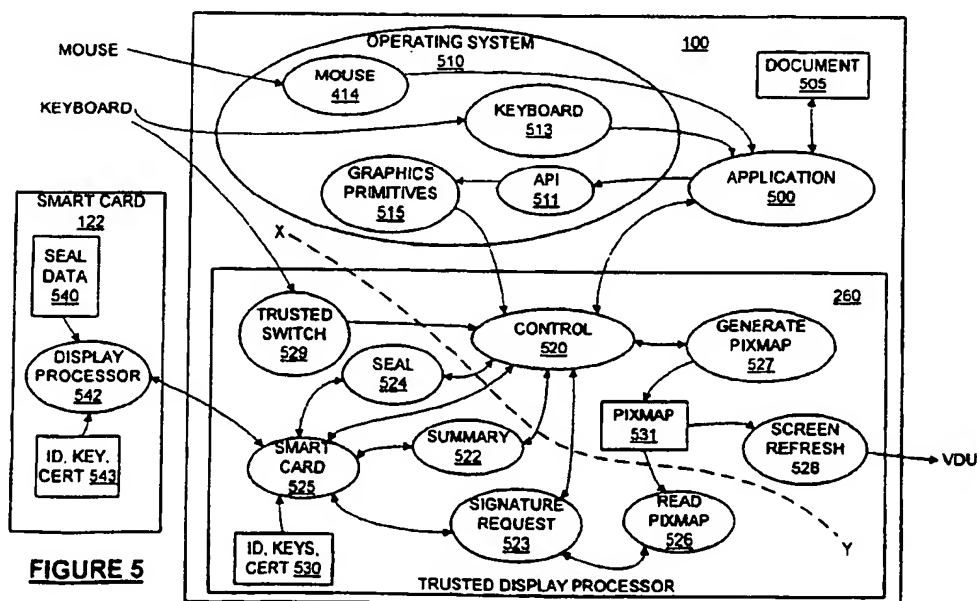 OPERATING SYSTEM
510
100
MOUSE
MOUSE
414
DOCUMENT
505
KEYBOARD
KEYBOARD
513
GRAPHICS
PRIMITIVES
515
API
511
APPLICATION
500
SMART CARD
122
SEAL
DATA
540
DISPLAY
PROCESSOR
542
ID, KEY,
CERT 543
X
260
TRUSTED
SWITCH
529
CONTROL
520
GENERATE
PIXMAP
527
SEAL
524
SUMMARY
522
PIXMAP
531
SCREEN
REFRESH
528
VDU
SMART
CARD
525
SIGNATURE
REQUEST
523
READ
PIXMAP
526
Y
ID, KEYS,
CERT 530
TRUSTED DISPLAY PROCESSOR
FIGURE 5